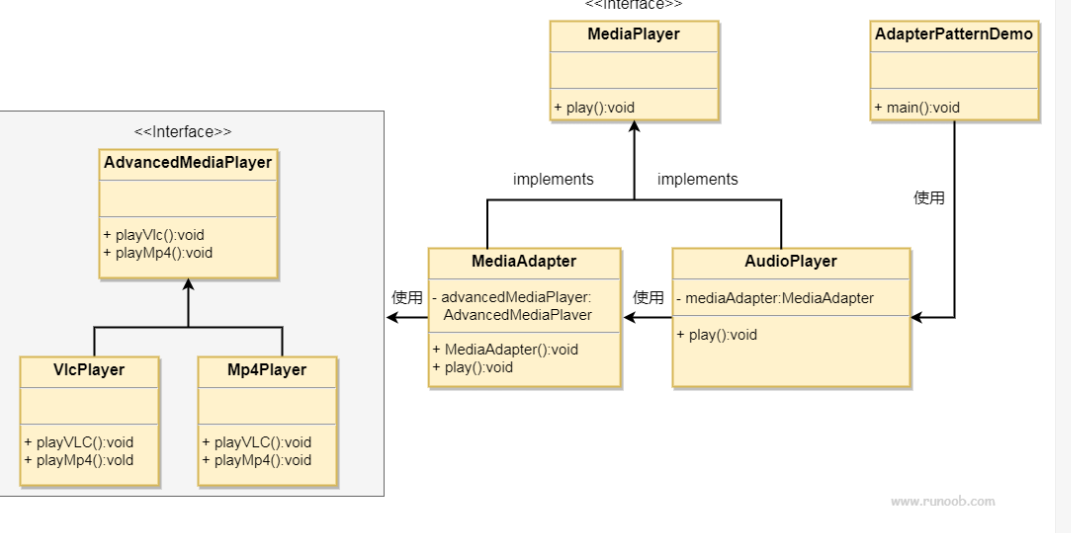 <<Interface>>
MediaPlayer
+ play():void
AdapterPatternDemo
+ main():void
<<Interface>>
AdvancedMediaPlayer
+ playVlc():void
+ playMp4():void
implements
implements
使用
MediaAdapter
- advancedMediaPlayer:
AdvancedMediaPlaver
+ MediaAdapter():void
+ play():void
使用
使用
AudioPlayer
- mediaAdapter:MediaAdapter
+ play():void
VlcPlayer
+ playVLC():void
+ playMp4():vold
Mp4Player
+ playVLC():void
+ playMp4():void
www.runoob.com